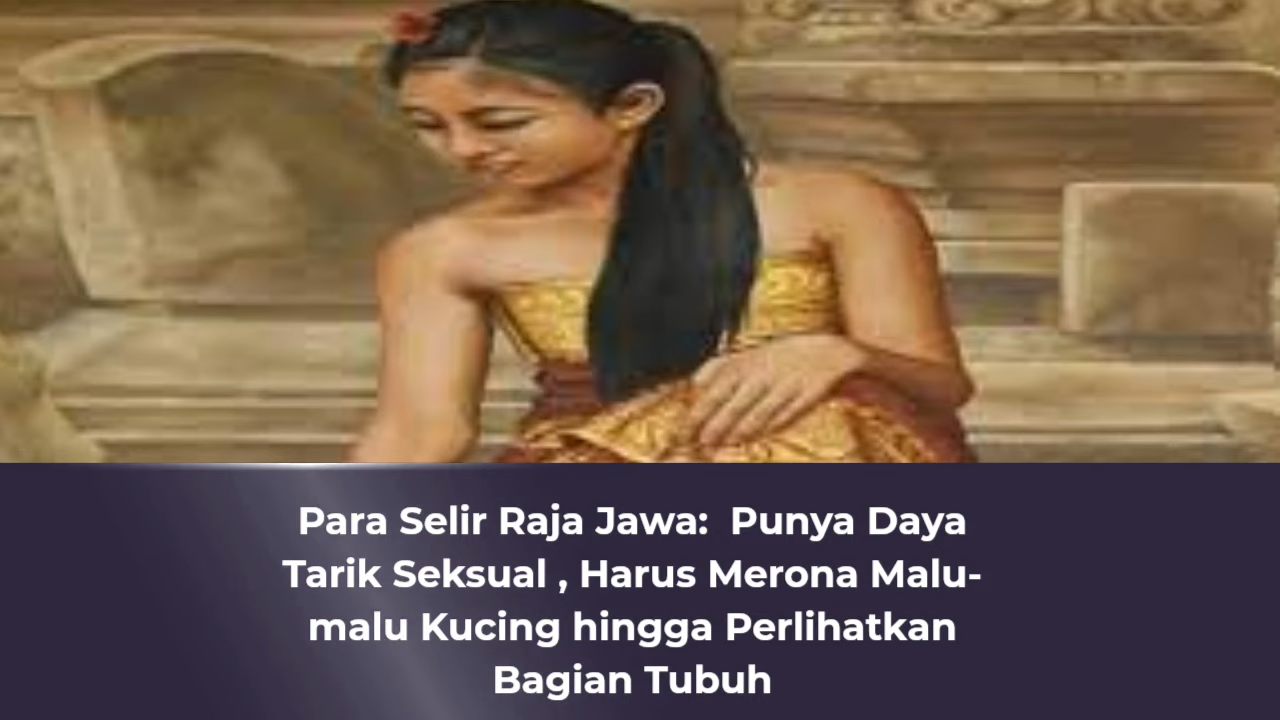 Para Selir Raja Jawa:  Punya Daya
Tarik Seksual , Harus Merona Malu-
malu Kucing hingga Perlihatkan
Bagian Tubuh